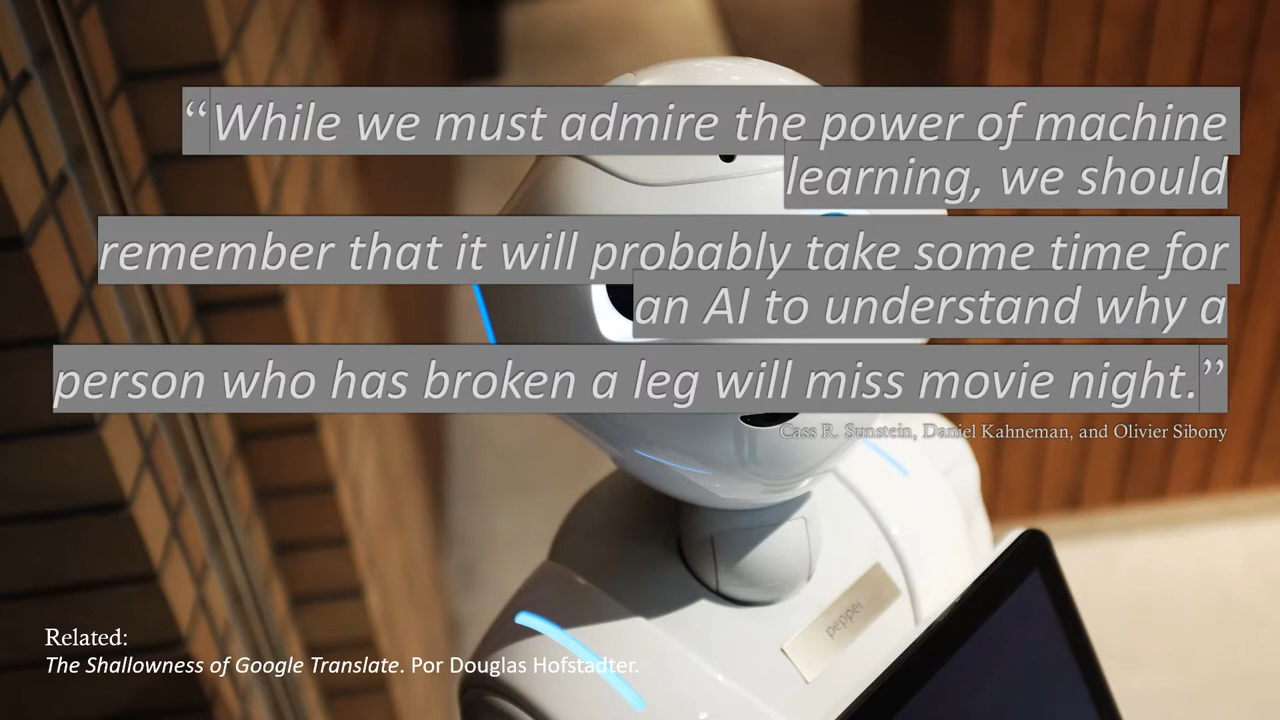 “While we must admire the power of machine
learning, we should
remember that it will probably take some time for
an AI to understand why a
person who has broken a leg will miss movie night.”
Cass R. Sunstein, Daniel Kahneman, and Olivier Sibony
pepper
Related:
The Shallowness of Google Translate. Por Douglas Hofstadter.